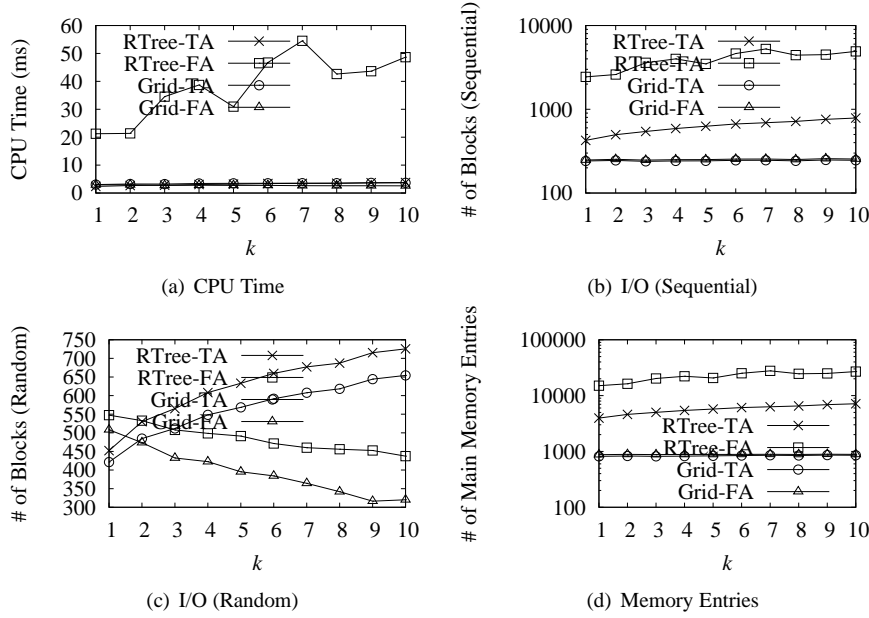 60
50
40
30
20
10
0
CPU Time (ms)
RTree-TA
RTree-FA
Grid-TA
Grid-FA
1 2 3 4 5 6 7 8 9 10
k
(a) CPU Time
10000
1000
100
# of Blocks (Sequential)
RTree-TA
RTree-FA
Grid-TA
Grid-FA
1 2 3 4 5 6 7 8 9 10
k
(b) I/O (Sequential)
750
700
650
600
550
500
450
400
350
300
# of Blocks (Random)
RTree-TA
RTree-FA
Grid-TA
Grid-FA
1 2 3 4 5 6 7 8 9 10
k
(c) I/O (Random)
100000
10000
1000
100
# of Main Memory Entries
RTree-TA
RTree-FA
Grid-TA
Grid-FA
1 2 3 4 5 6 7 8 9 10
k
(d) Memory Entries